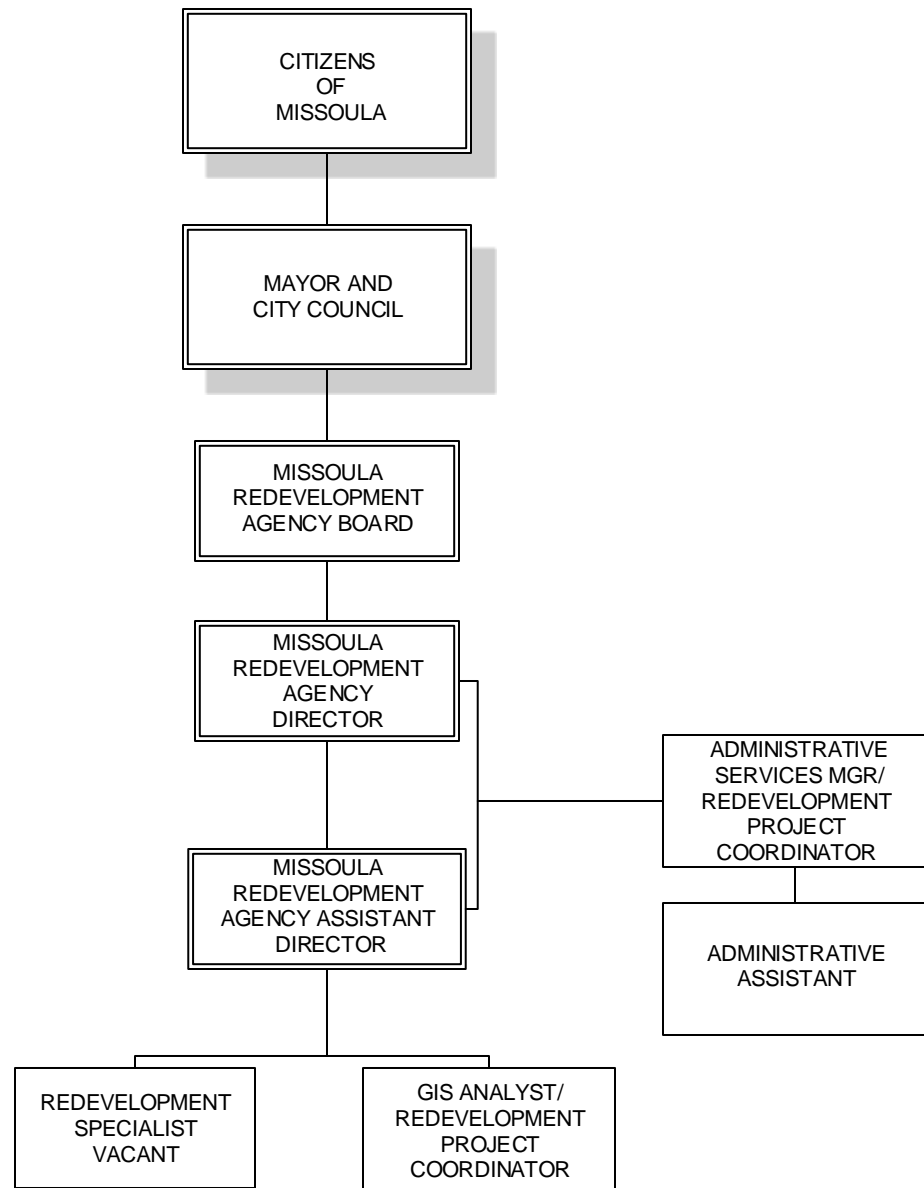 CITIZENS
OF
MISSOULA
MAYOR AND
CITY COUNCIL
MISSOULA
REDEVELOPMENT
AGENCY BOARD
MISSOULA
REDEVELOPMENT
AGENCY
DIRECTOR
ADMINISTRATIVE
SERVICES MGR/
REDEVELOPMENT
PROJECT
COORDINATOR
MISSOULA
REDEVELOPMENT
AGENCY ASSISTANT
DIRECTOR
ADMINISTRATIVE
ASSISTANT
REDEVELOPMENT
SPECIALIST
VACANT
GIS ANALYST/
REDEVELOPMENT
PROJECT
COORDINATOR